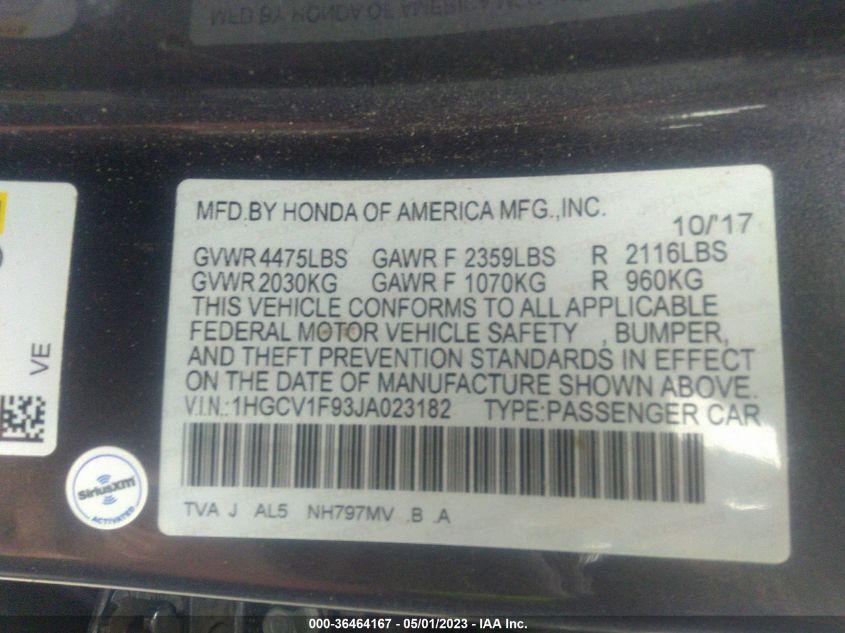 MFD.BY HONDA OF AMERICA MFG.,INC.
10/'17
GVWR 4475LBS GAWR F 2359LBS R 2116LBS
GVWR 2030KG GAWR F 1070KG R 960KG
THIS VEHICLE CONFORMS TO ALL APPLICABLE
FEDERAL MOTOR VEHICLE SAFETY , BUMPER,
AND THEFT PREVENTION STANDARDS IN EFFECT
ON THE DATE OF MANUFACTURE SHOWN ABOVE.
V.I.N.:1HGCV1F93JA023182 TYPE:PASSENGER CAR
TVA J AL5 NH797MV .B .A
VE
SiriusXM
ACTIVATED
000-36464167 - 05/01/2023 - IAA Inc.